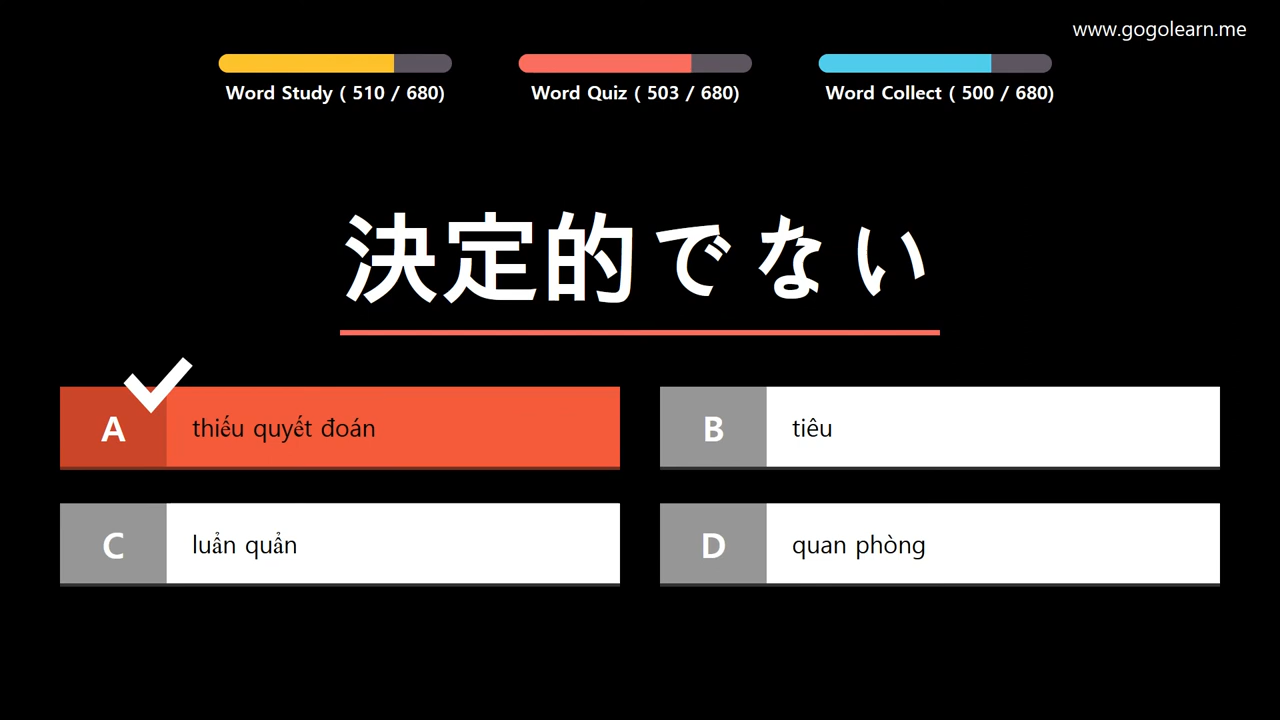 www.gogolearn.me
Word Study ( 510 / 680)
Word Quiz ( 503 / 680)
Word Collect ( 500 / 680)
決定的でない
A thiếu quyết đoán
B tiêu
C luẩn quẩn
D quan phòng